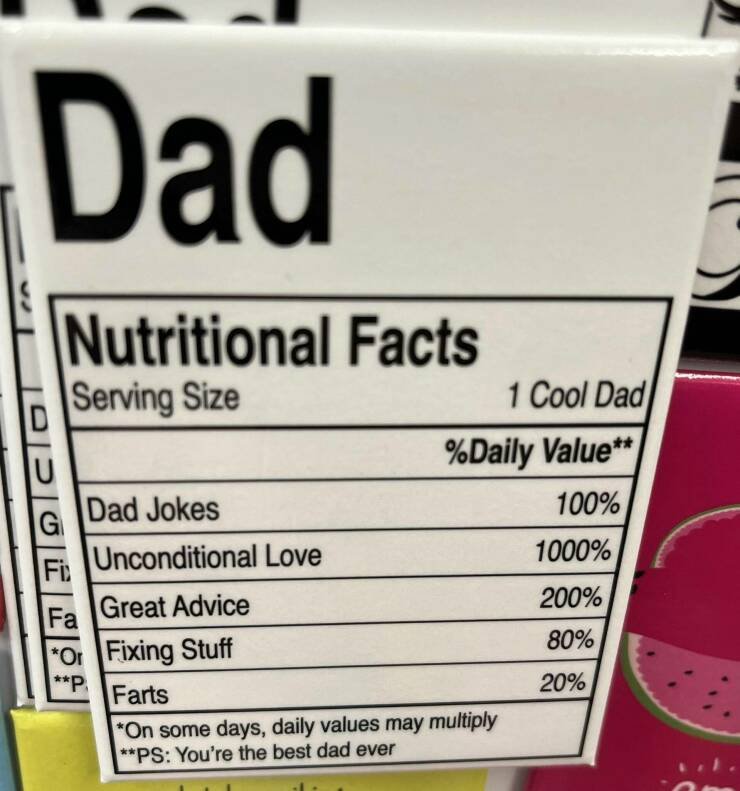 Dad
Nutritional Facts
Serving Size 1 Cool Dad
%Daily Value**
Dad Jokes 100%
Unconditional Love 1000%
Great Advice 200%
Fixing Stuff 80%
Farts 20%
*On some days, daily values may multiply
**PS: You're the best dad ever